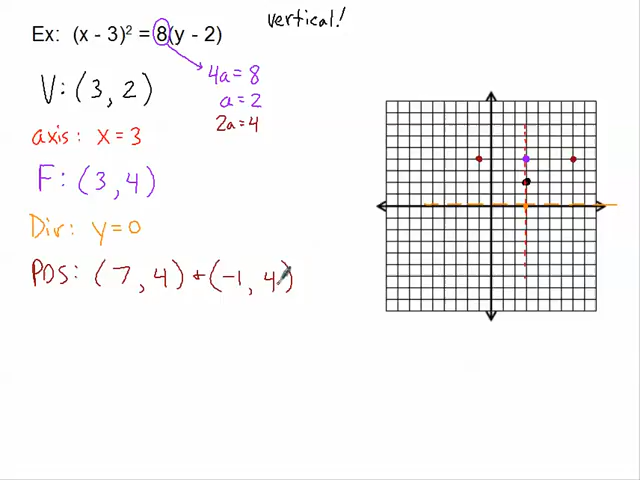 vertical!
Ex: (x - 3)² = 8(y - 2)
4a = 8
V: (3, 2)
a = 2
2a = 4
axis: x = 3
F: (3, 4)
Dir: y = 0
POS: (7, 4) + (-1, 4)